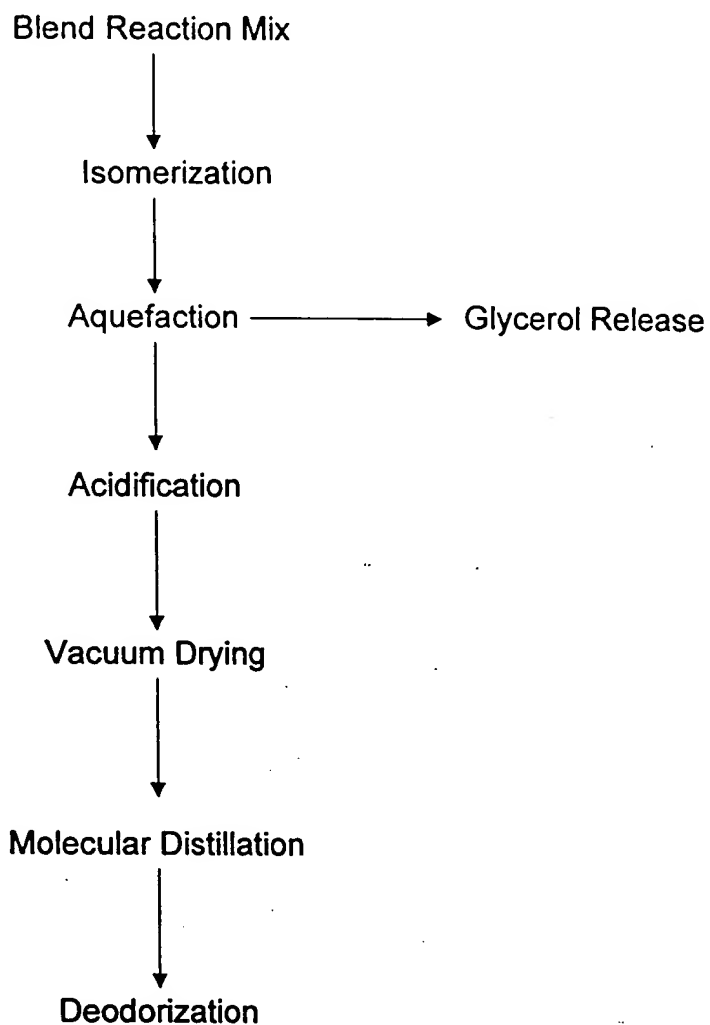 Blend Reaction Mix
Isomerization
Aquefaction
Glycerol Release
Acidification
Vacuum Drying
Molecular Distillation
Deodorization